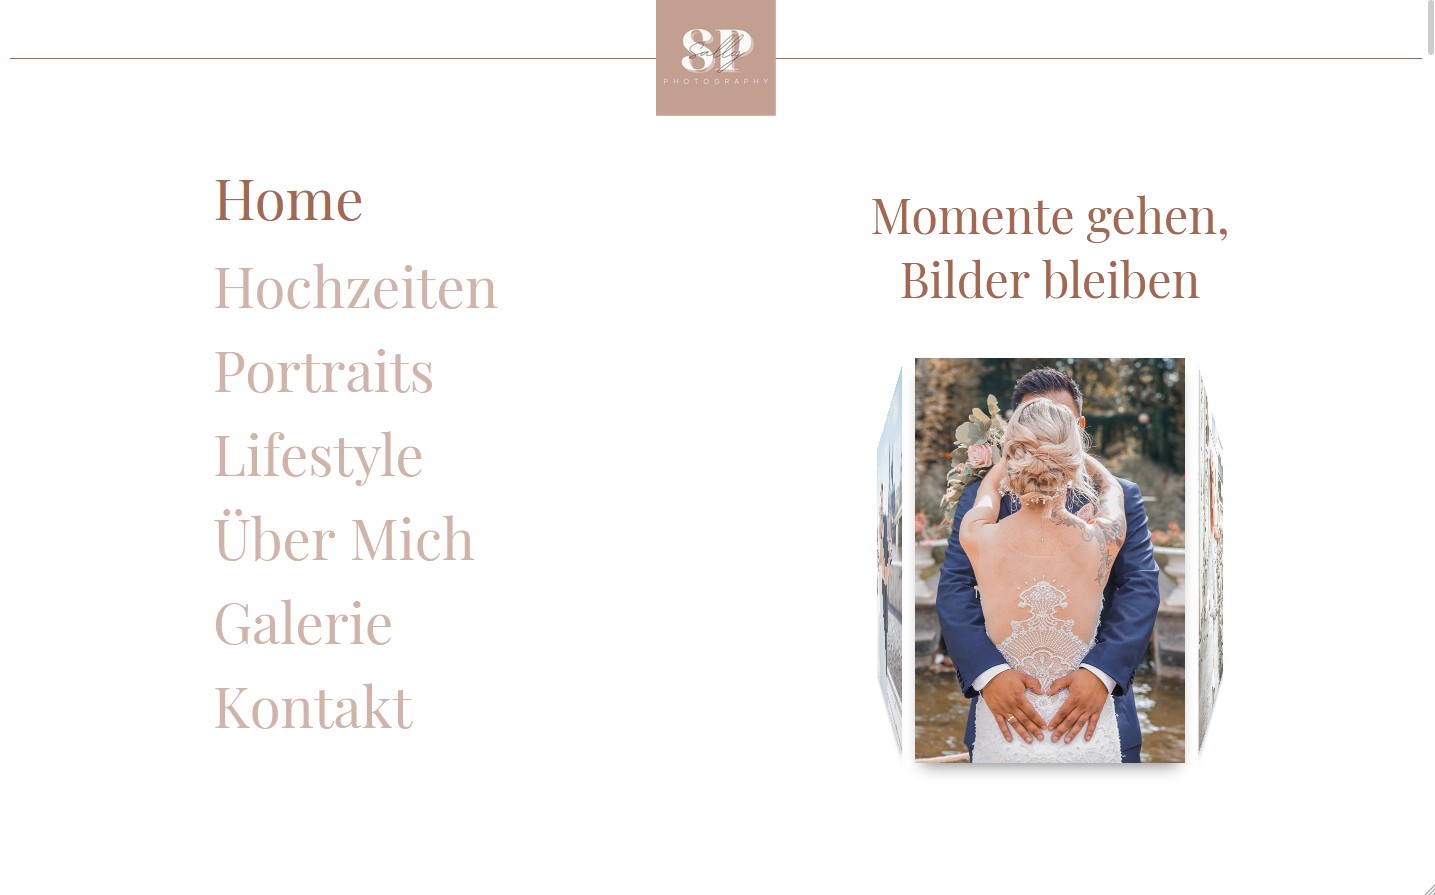 SP
Sally
PHOTOGRAPHY
Home
Hochzeiten
Portraits
Lifestyle
Über Mich
Galerie
Kontakt
Momente gehen,
Bilder bleiben